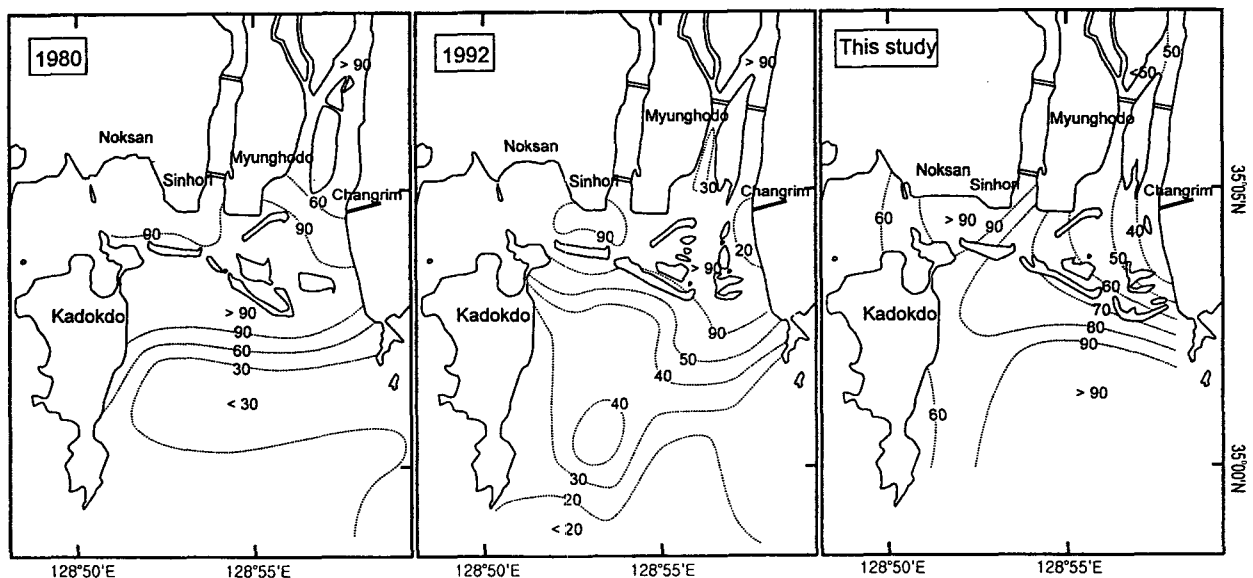 1980
> 90
Noksan
Myunghodo
Sinhori
Changrim
60
90
90
Kadokdo
> 90
90
60
30
< 30
128°50'E
128°55'E
1992
> 90
Myunghodo
Noksan
Sinhori
30
Changrim
90
20
> 90
Kadokdo
90
50
40
40
30
20
< 20
128°50'E
128°55'E
This study
50
<50
Myunghodo
Noksan
Sinhori
Changrim
60
> 90
90
40
50
60
70
Kadokdo
80
90
> 90
60
35°05'N
35°00'N
128°50'E
128°55'E